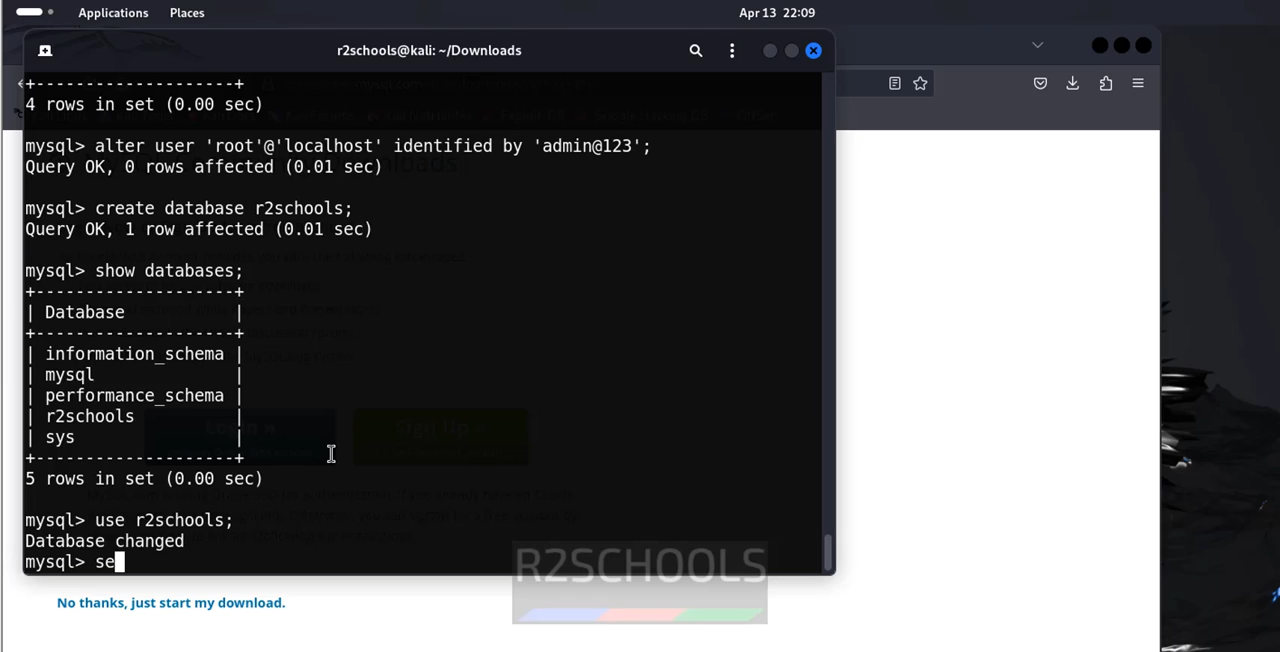 Applications Places Apr 13 22:09
r2schools@kali: ~/Downloads
+--------------------+
4 rows in set (0.00 sec)
mysql> alter user 'root'@'localhost' identified by 'admin@123';
Query OK, 0 rows affected (0.01 sec)
mysql> create database r2schools;
Query OK, 1 row affected (0.01 sec)
mysql> show databases;
+--------------------+
| Database           |
+--------------------+
| information_schema |
| mysql              |
| performance_schema |
| r2schools          |
| sys                |
+--------------------+
5 rows in set (0.00 sec)
Login »
Sign Up »
mysql> use r2schools;
Database changed
mysql> se
R2SCHOOLS
No thanks, just start my download.